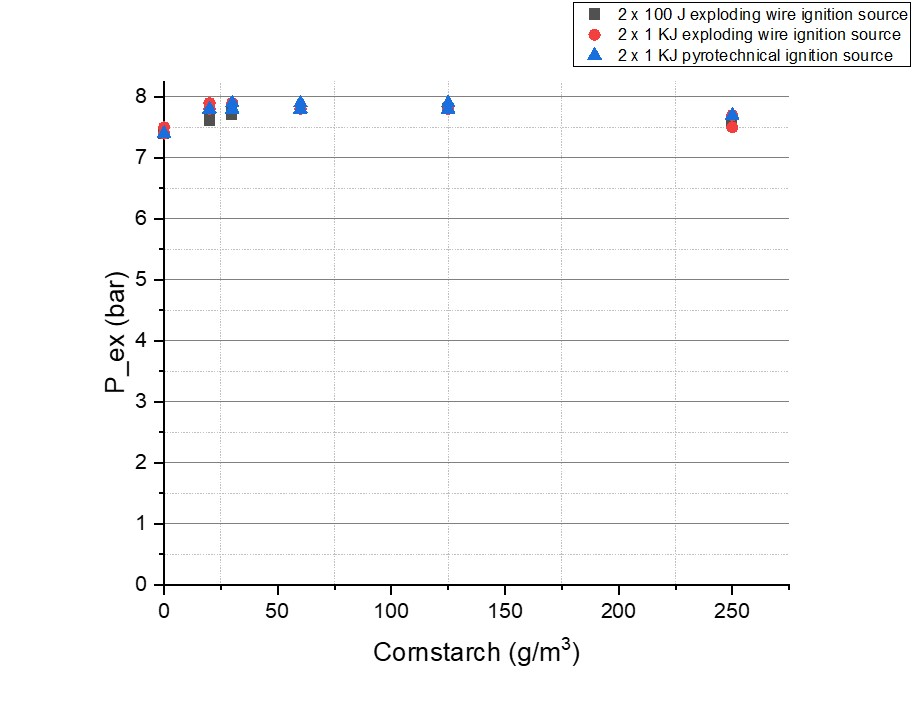 2 x 100 J exploding wire ignition source
2 x 1 KJ exploding wire ignition source
2 x 1 KJ pyrotechnical ignition source
8
7
6
5
4
3
2
1
0
P_ex (bar)
0 50 100 150 200 250
Cornstarch (g/m³)